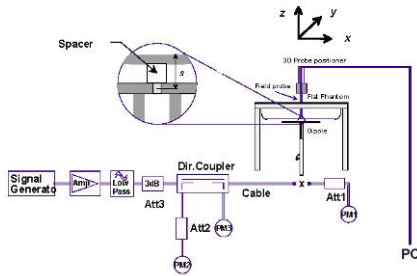 z
y
x
Spacer
s
3D Probe positioner
Field probe
Flat Phantom
Dipole
Signal
Generato
Amp
Low
Pass
3dB
Att3
Dir.Coupler
Cable
x
Att1
PM1
Att2
PM3
PM2
PC